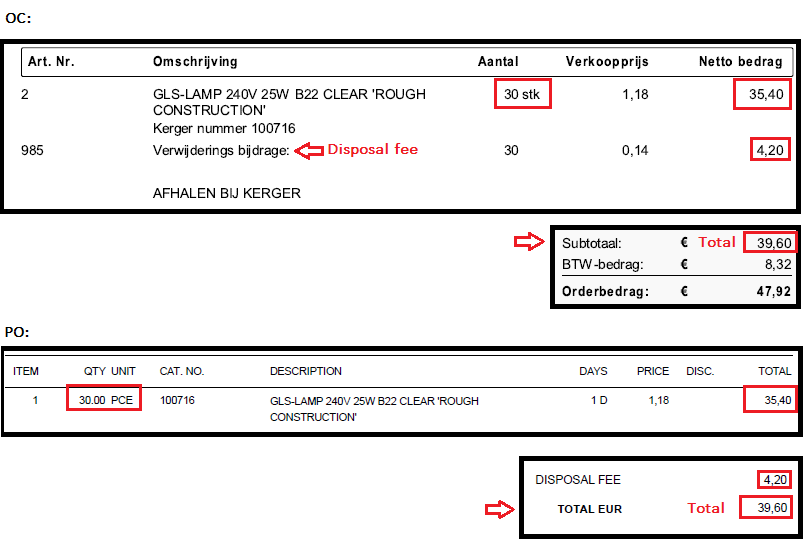 OC:
Art. Nr. Omschrijving Aantal Verkoopprijs Netto bedrag
2 GLS-LAMP 240V 25W B22 CLEAR 'ROUGH 30 stk 1,18 35,40
CONSTRUCTION'
Kerger nummer 100716
985 Verwijderings bijdrage: Disposal fee 30 0,14 4,20
AFHALEN BIJ KERGER
Subtotaal: € Total 39,60
BTW-bedrag: € 8,32
Orderbedrag: € 47,92
PO:
ITEM QTY UNIT CAT. NO. DESCRIPTION DAYS PRICE DISC. TOTAL
1 30.00 PCE 100716 GLS-LAMP 240V 25W B22 CLEAR 'ROUGH 1 D 1,18 35,40
CONSTRUCTION'
DISPOSAL FEE 4,20
TOTAL EUR Total 39,60